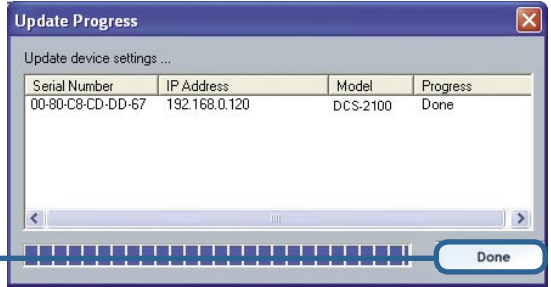 Update Progress
Update device settings ...
Serial Number IP Address Model Progress
00-80-C8-CD-DD-67 192.168.0.120 DCS-2100 Done
Done